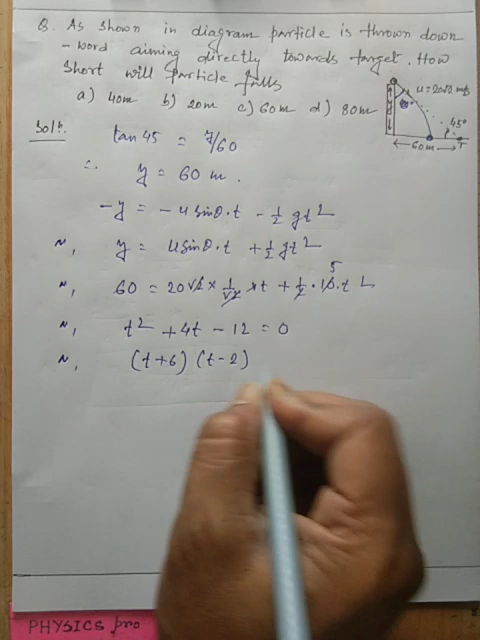 Q. As shown in diagram particle is thrown down
-word aiming directly towards target. How
short will particle falls
a) 40m b) 20m c) 60m d) 80m
u = 20√2 m/s
45°
P
T
60m
Solⁿ.
tan 45 = y/60
∴ y = 60 m.
-y = -u sinθ.t - 1/2 gt²
y = u sinθ.t + 1/2 gt²
60 = 20√2 × 1/√2 × t + 1/2 . 10.t² 5
t² + 4t - 12 = 0
(t+6) (t-2)
PHYSICS pro